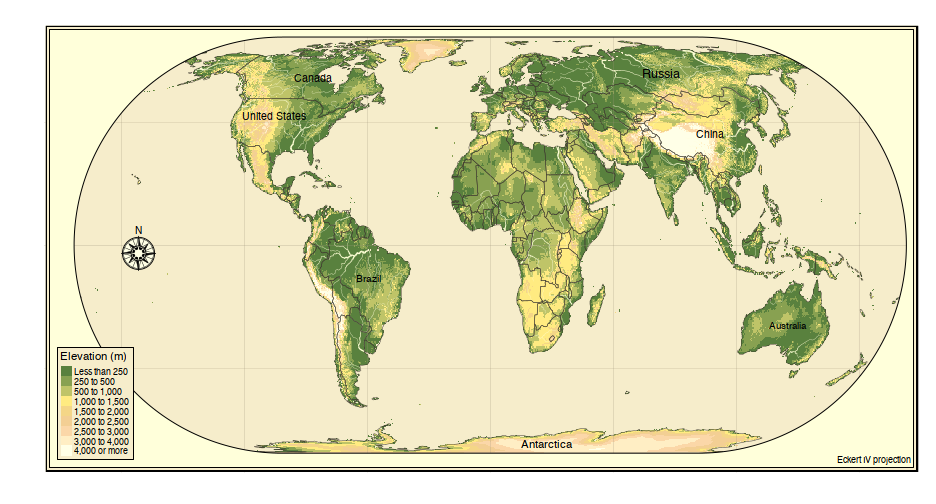 Canada
Russia
United States
China
N
Brazil
Australia
Elevation (m)
Less than 250
250 to 500
500 to 1,000
1,000 to 1,500
1,500 to 2,000
2,000 to 2,500
2,500 to 3,000
3,000 to 4,000
4,000 or more
Antarctica
Eckert IV projection